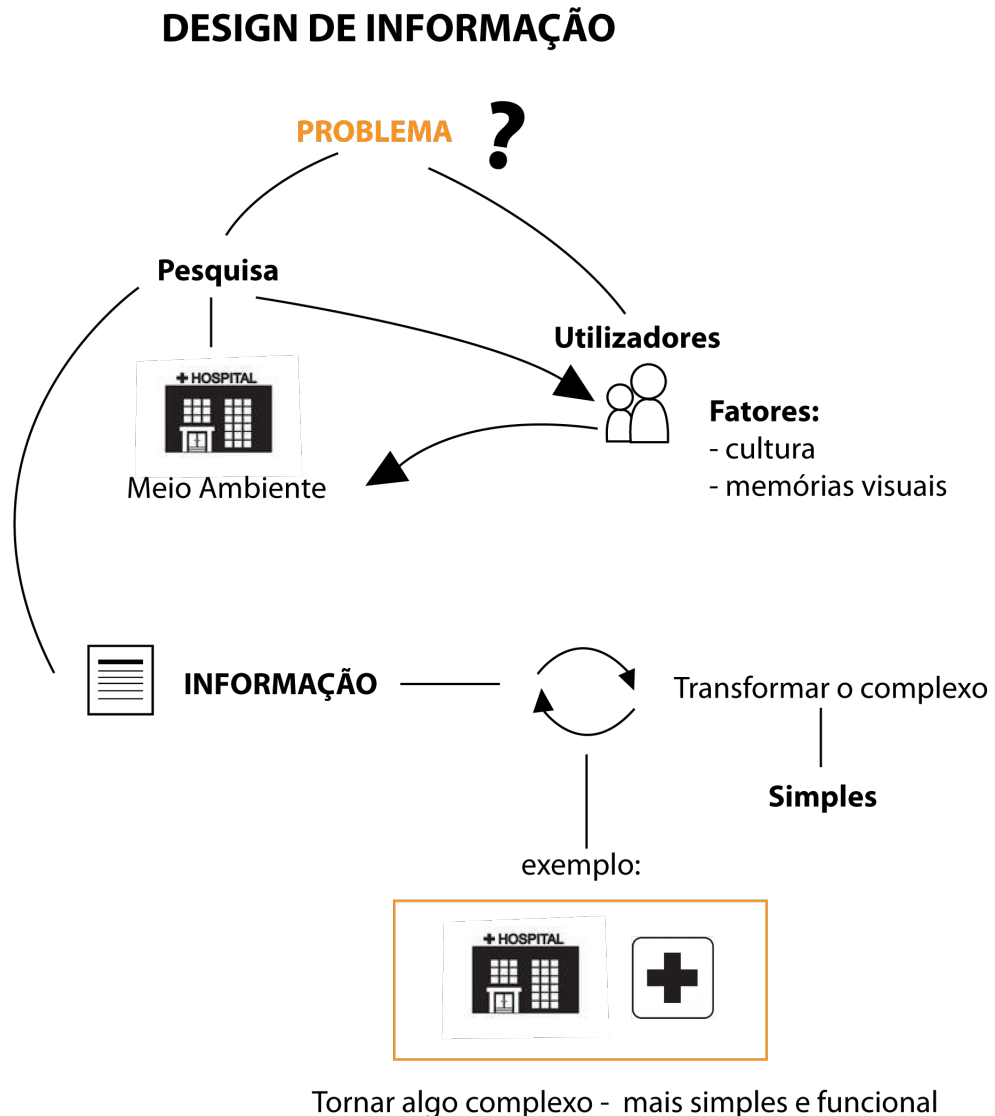 DESIGN DE INFORMAÇÃO
PROBLEMA ?
Pesquisa
Utilizadores
HOSPITAL
Meio Ambiente
Fatores:
- cultura
- memórias visuais
INFORMAÇÃO
Transformar o complexo
Simples
exemplo:
HOSPITAL
Tornar algo complexo - mais simples e funcional